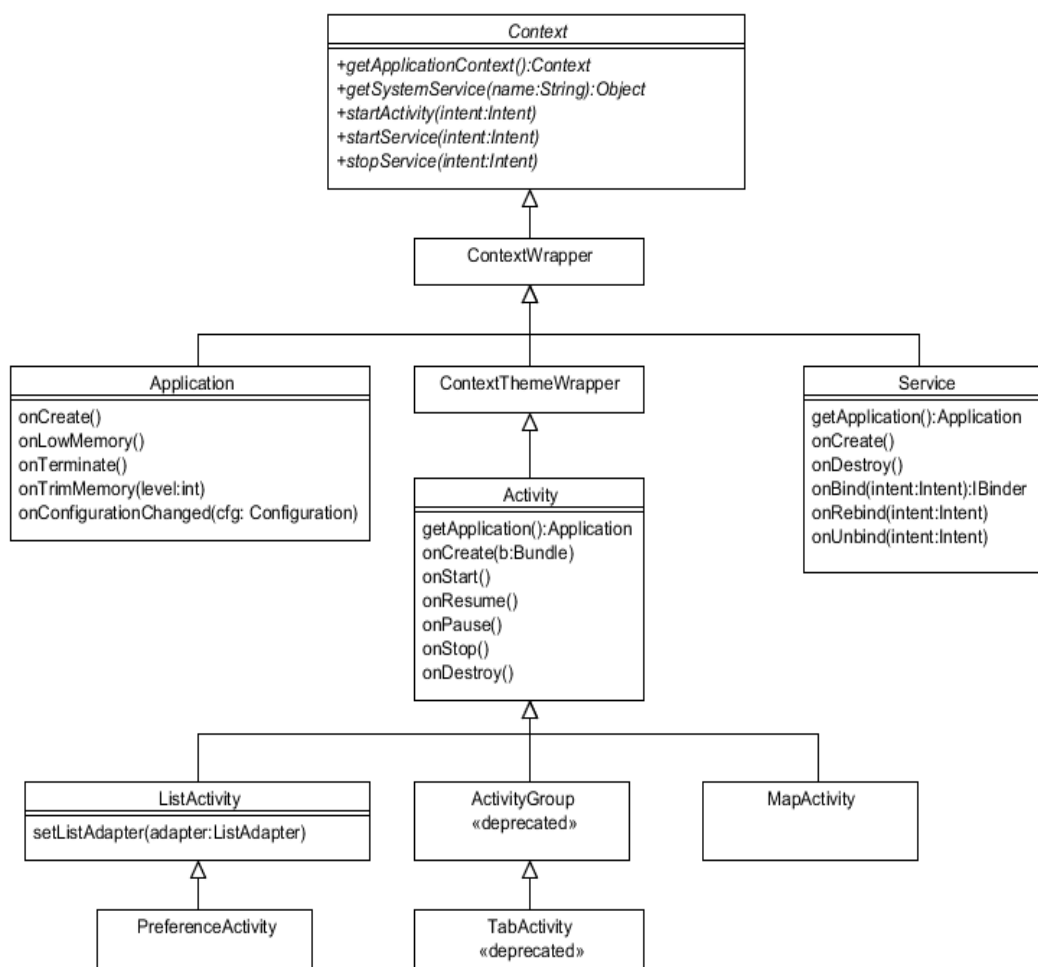 Context
+getApplicationContext():Context
+getSystemService(name:String):Object
+startActivity(intent:Intent)
+startService(intent:Intent)
+stopService(intent:Intent)
ContextWrapper
Application
onCreate()
onLowMemory()
onTerminate()
onTrimMemory(level:int)
onConfigurationChanged(cfg: Configuration)
ContextThemeWrapper
Service
getApplication():Application
onCreate()
onDestroy()
onBind(intent:Intent):IBinder
onRebind(intent:Intent)
onUnbind(intent:Intent)
Activity
getApplication():Application
onCreate(b:Bundle)
onStart()
onResume()
onPause()
onStop()
onDestroy()
ListActivity
setListAdapter(adapter:ListAdapter)
ActivityGroup
«deprecated»
MapActivity
PreferenceActivity
TabActivity
«deprecated»